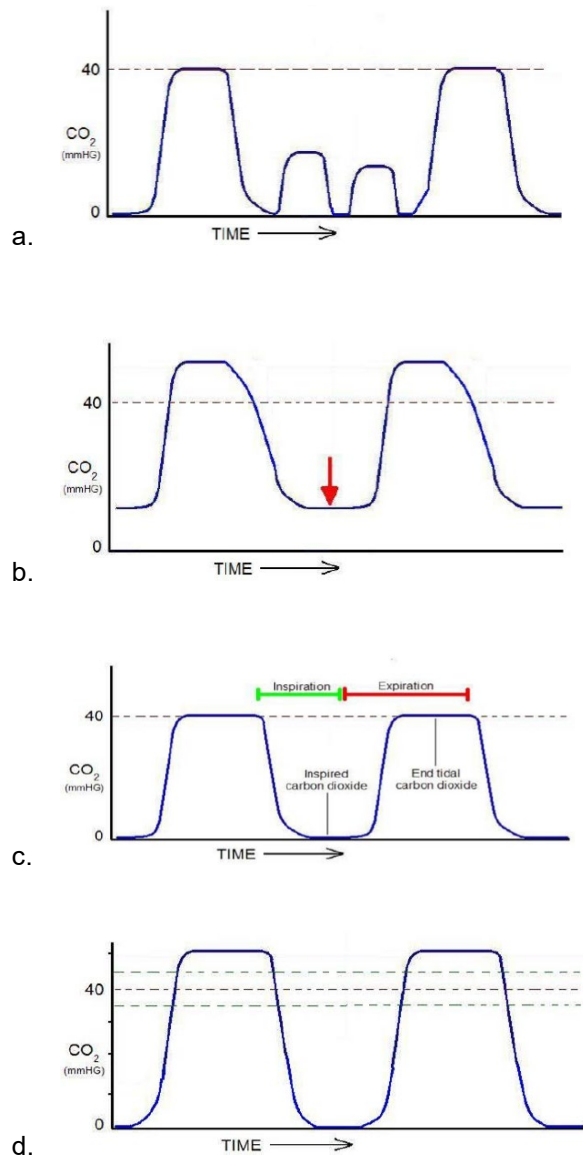 40
CO2
(mmHG)
0
TIME
a.
40
CO2
(mmHG)
0
TIME
b.
Inspiration
Expiration
40
Inspired
carbon dioxide
End tidal
carbon dioxide
CO2
(mmHG)
0
TIME
c.
40
CO2
(mmHG)
0
TIME
d.